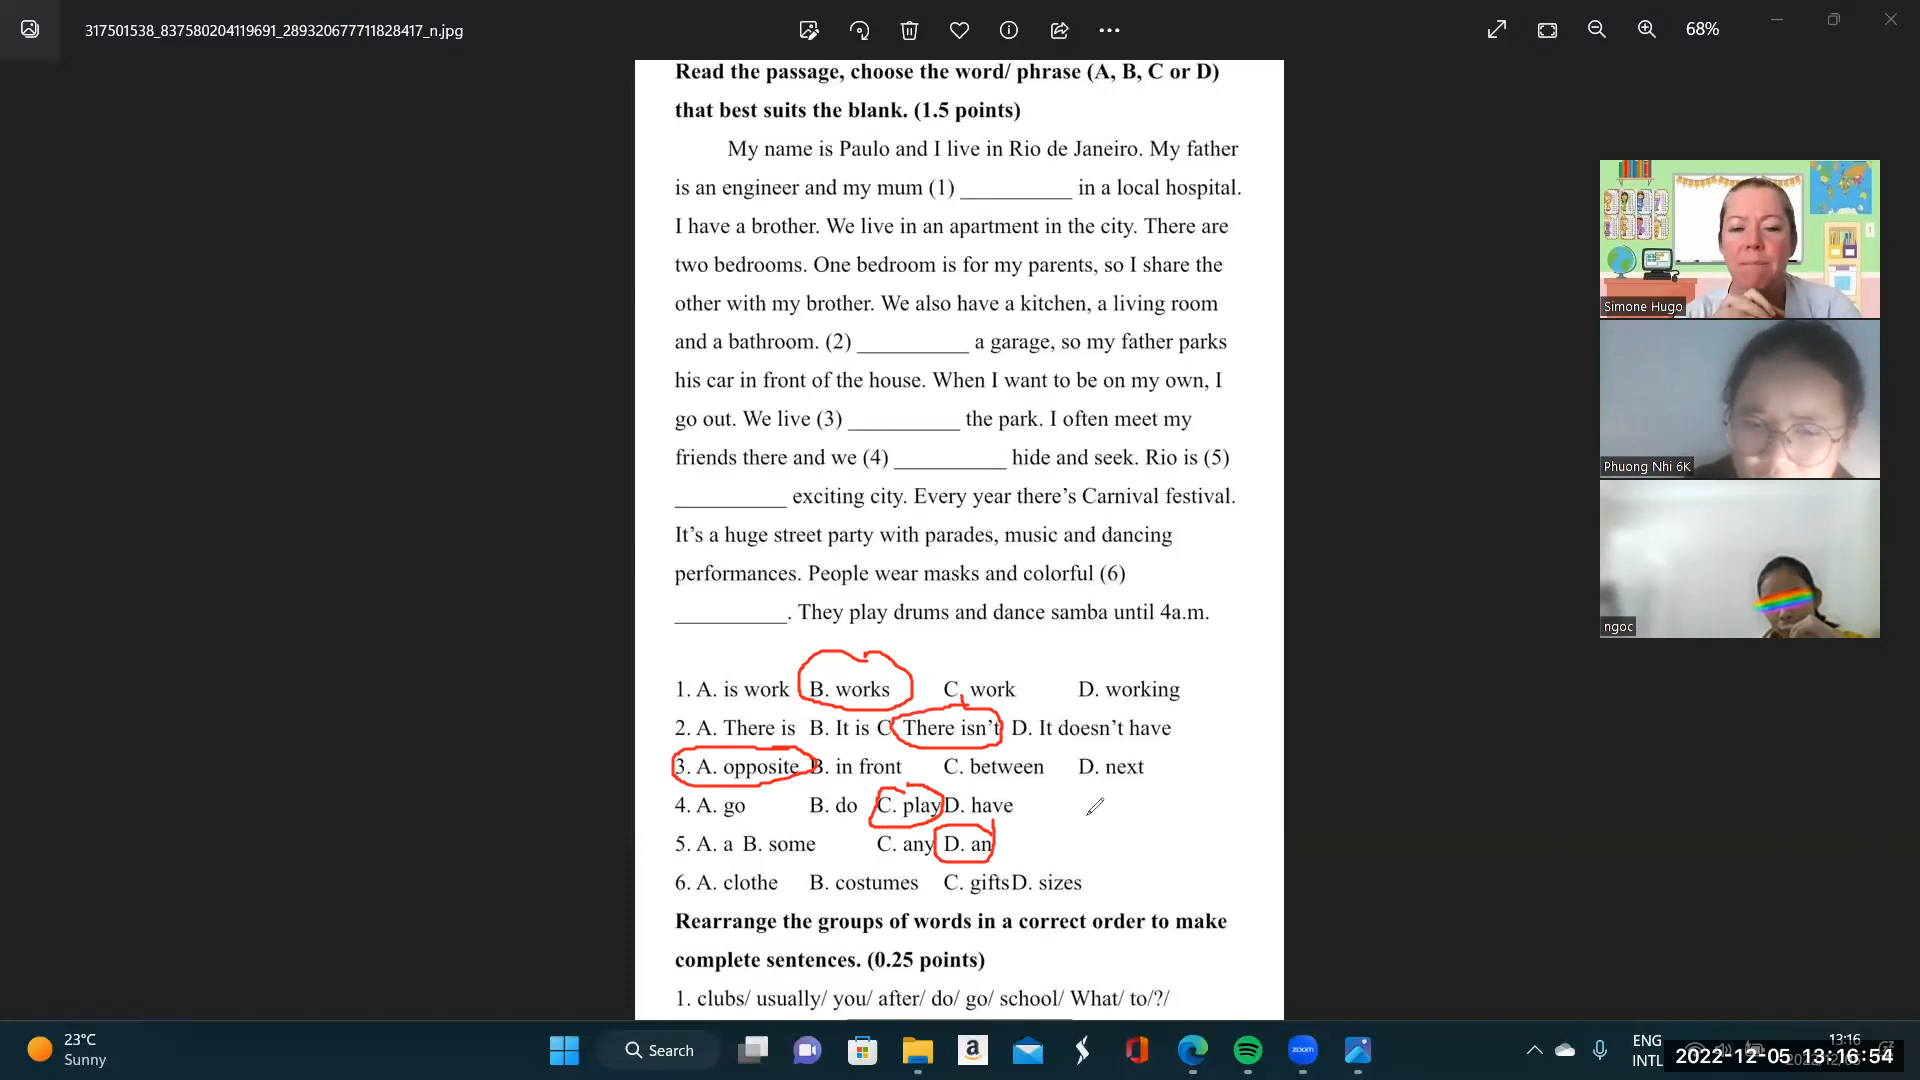 317501538_837580204119691_289320677711828417_n.jpg
68%
Read the passage, choose the word/ phrase (A, B, C or D)
that best suits the blank. (1.5 points)
My name is Paulo and I live in Rio de Janeiro. My father
is an engineer and my mum (1) __________ in a local hospital.
I have a brother. We live in an apartment in the city. There are
two bedrooms. One bedroom is for my parents, so I share the
other with my brother. We also have a kitchen, a living room
and a bathroom. (2) __________ a garage, so my father parks
his car in front of the house. When I want to be on my own, I
go out. We live (3) __________ the park. I often meet my
friends there and we (4) __________ hide and seek. Rio is (5)
__________ exciting city. Every year there’s Carnival festival.
It’s a huge street party with parades, music and dancing
performances. People wear masks and colorful (6)
__________. They play drums and dance samba until 4a.m.
1. A. is work B. works C. work D. working
2. A. There is B. It is C. There isn’t D. It doesn’t have
3. A. opposite B. in front C. between D. next
4. A. go B. do C. play D. have
5. A. a B. some C. any D. an
6. A. clothe B. costumes C. gifts D. sizes
Rearrange the groups of words in a correct order to make
complete sentences. (0.25 points)
1. clubs/ usually/ you/ after/ do/ go/ school/ What/ to/?/
Simone Hugo
Phuong Nhi 6K
ngoc
23°C
Sunny
Search
zoom
ENG
INTL
13:16
2022-12-05 13:16:54